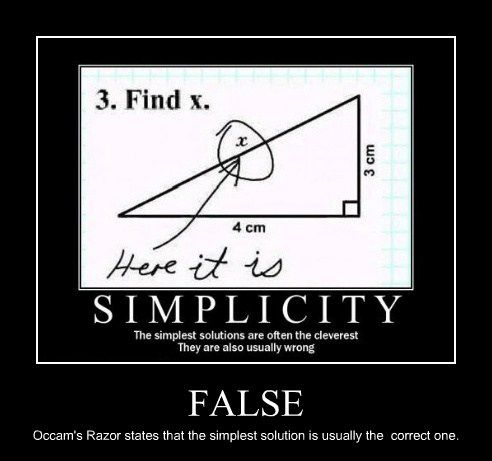 3. Find x.
x
3 cm
4 cm
Here it is
SIMPLICITY
The simplest solutions are often the cleverest
They are also usually wrong
FALSE
Occam's Razor states that the simplest solution is usually the correct one.